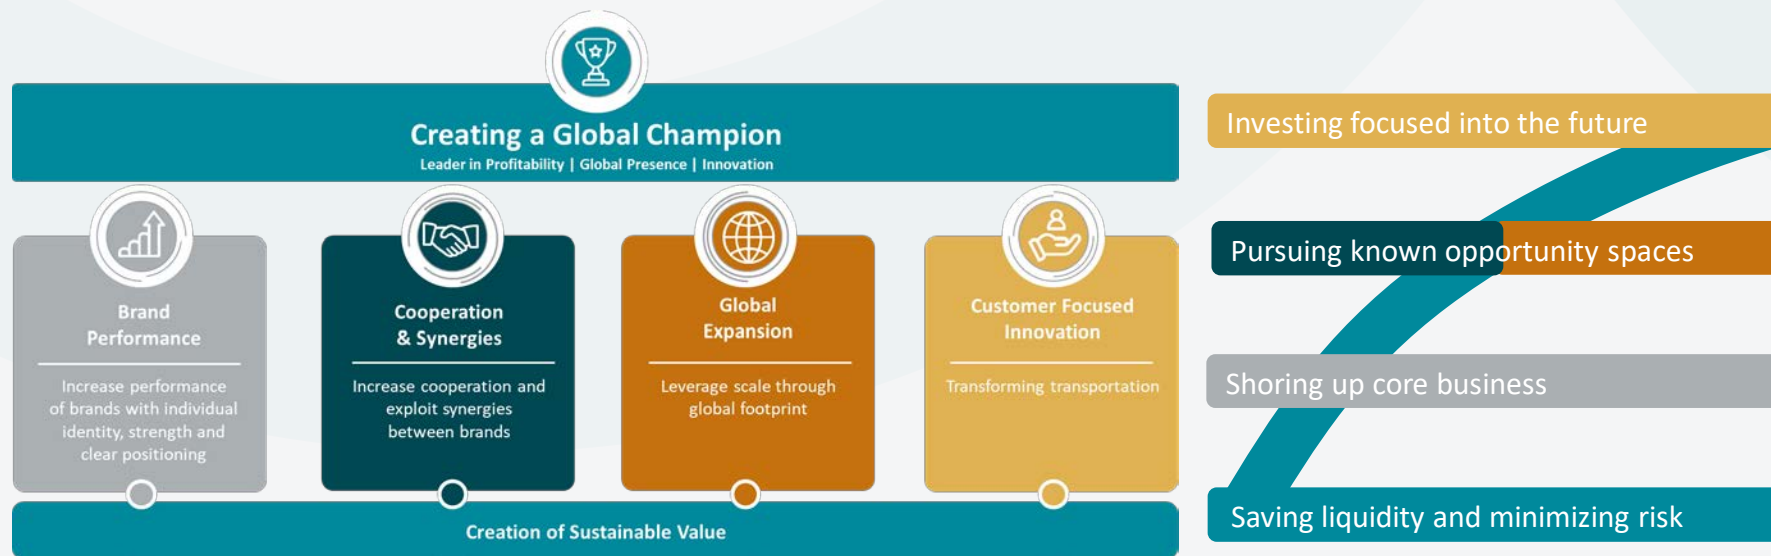 Creating a Global Champion
Leader in Profitability | Global Presence | Innovation
Brand
Performance
Increase performance
of brands with individual
identity, strength and
clear positioning
Cooperation
& Synergies
Increase cooperation and
exploit synergies
between brands
Global
Expansion
Leverage scale through
global footprint
Customer Focused
Innovation
Transforming transportation
Creation of Sustainable Value
Investing focused into the future
Pursuing known opportunity spaces
Shoring up core business
Saving liquidity and minimizing risk